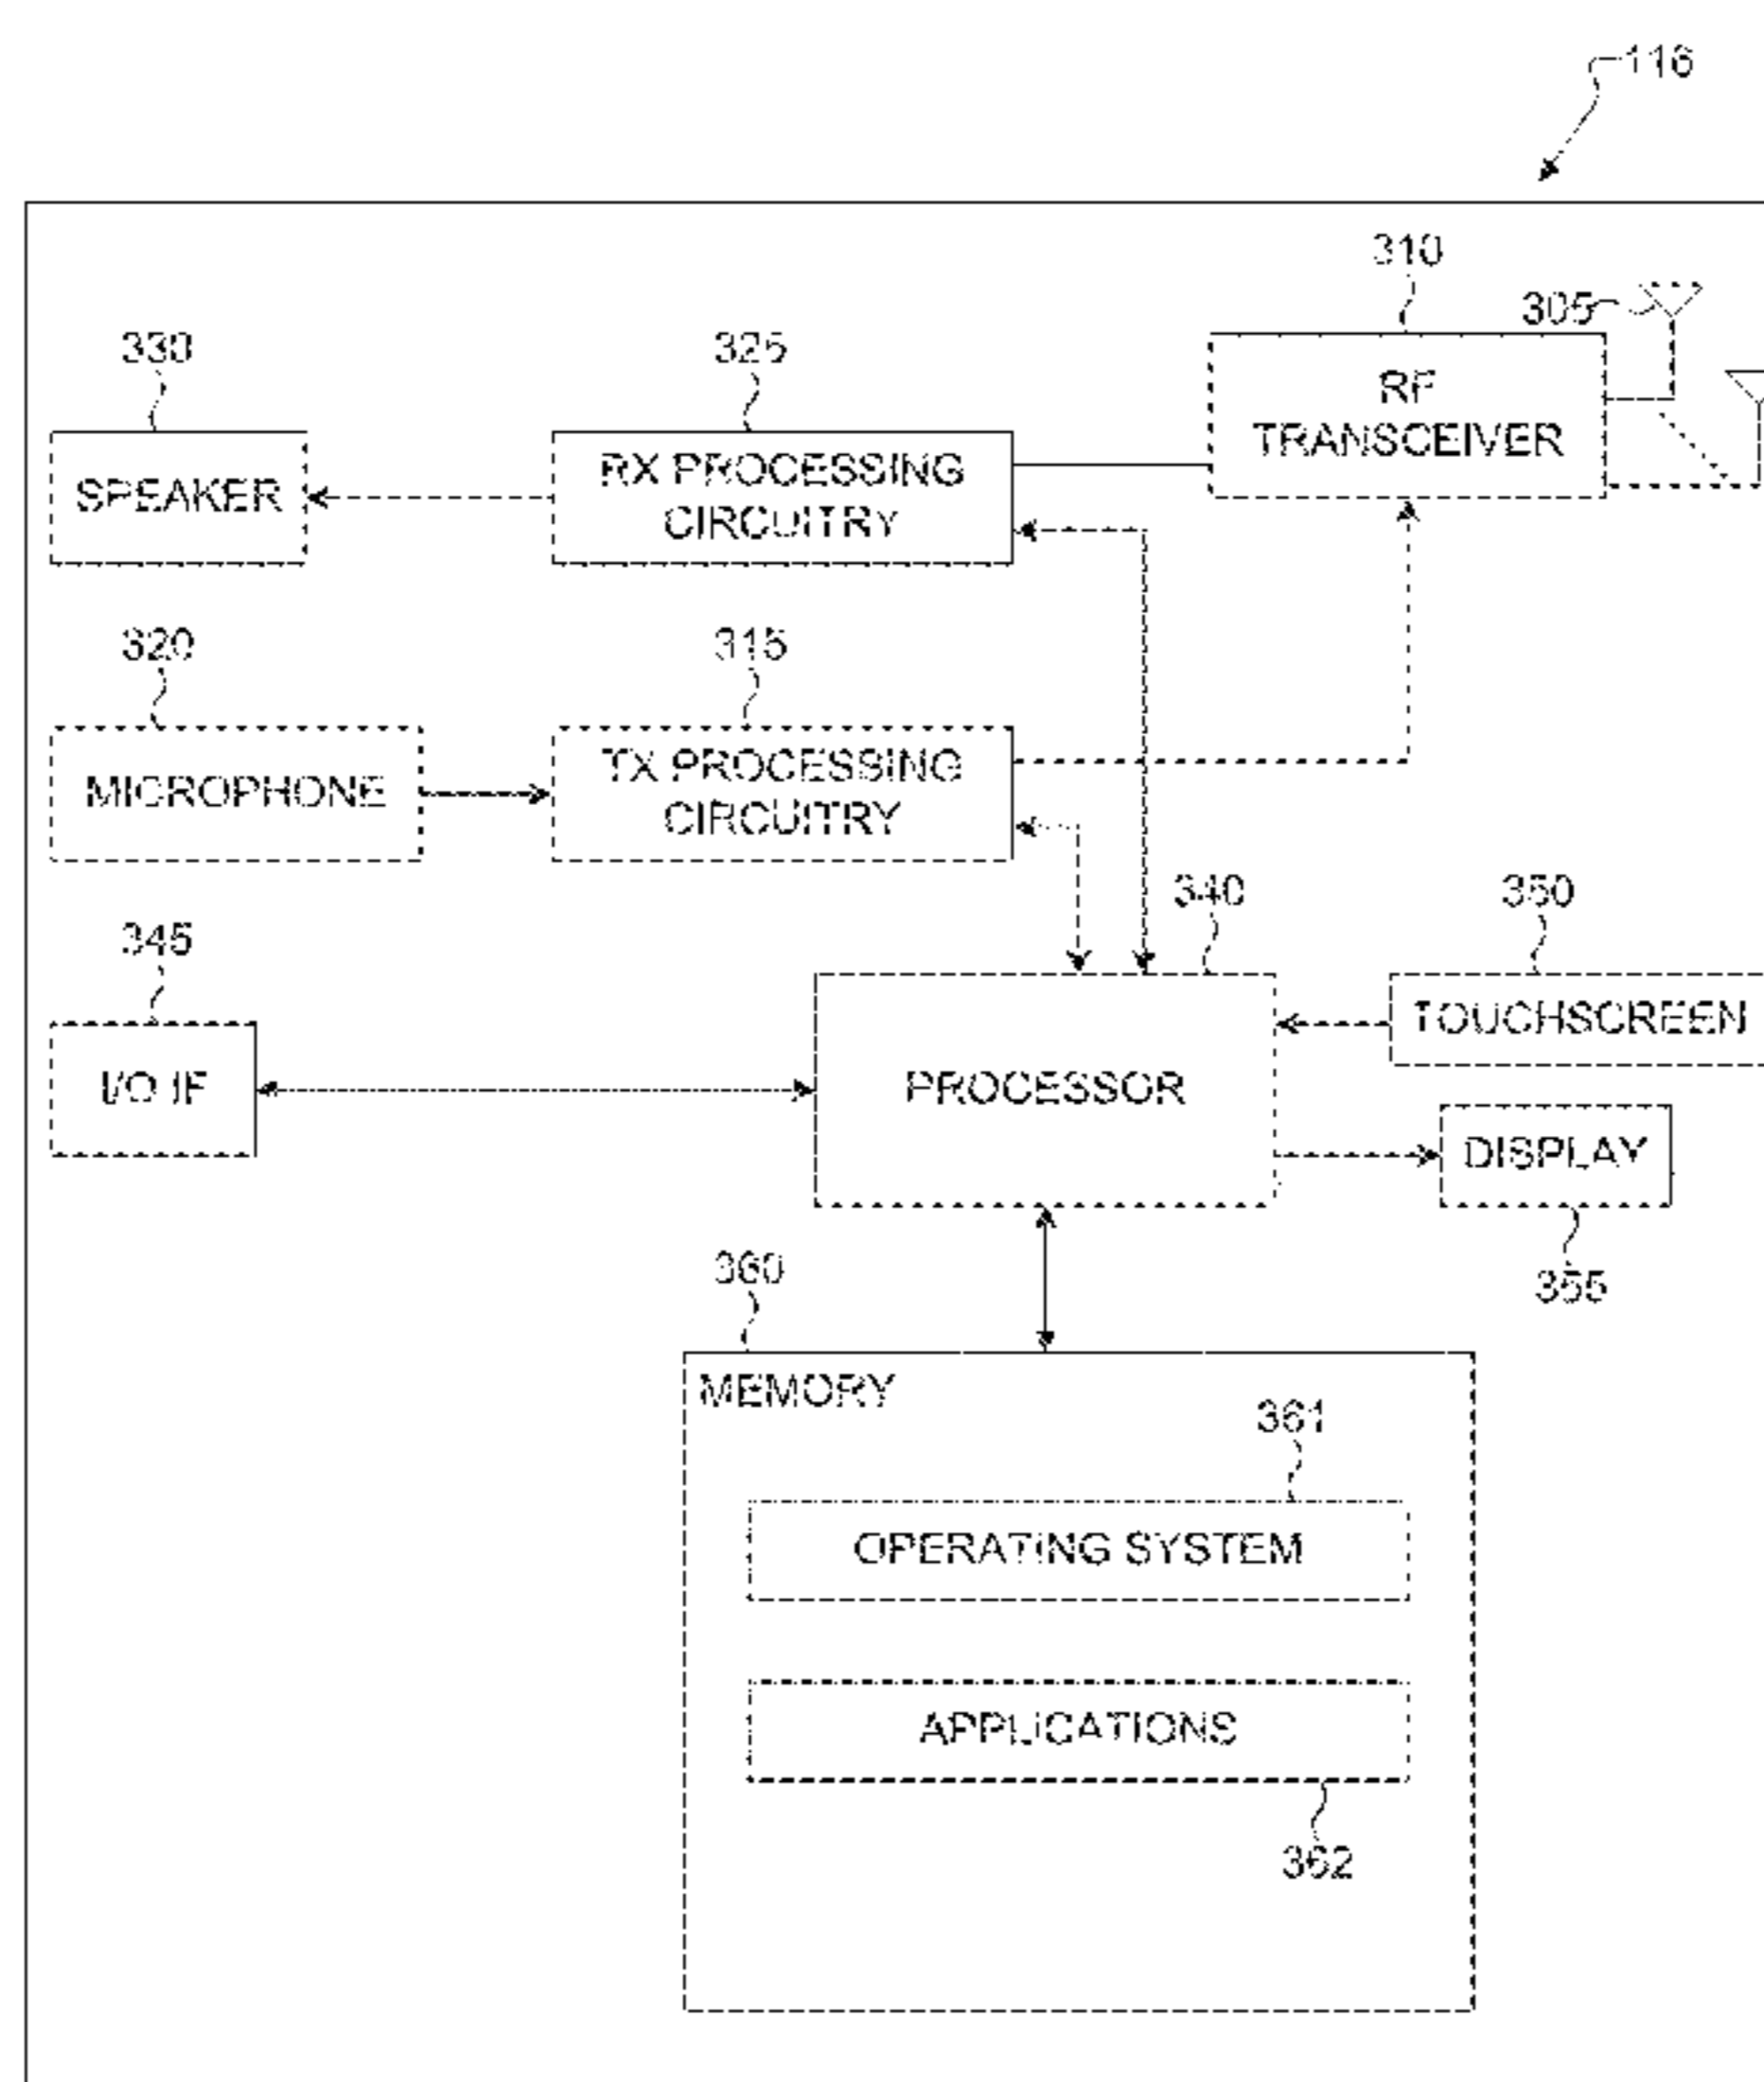 116
310
305
330
325
RF
TRANSCEIVER
SPEAKER
RX PROCESSING
CIRCUITRY
320
315
MICROPHONE
TX PROCESSING
CIRCUITRY
340
350
345
TOUCHSCREEN
I/O IF
PROCESSOR
DISPLAY
360
355
MEMORY
361
OPERATING SYSTEM
APPLICATIONS
362